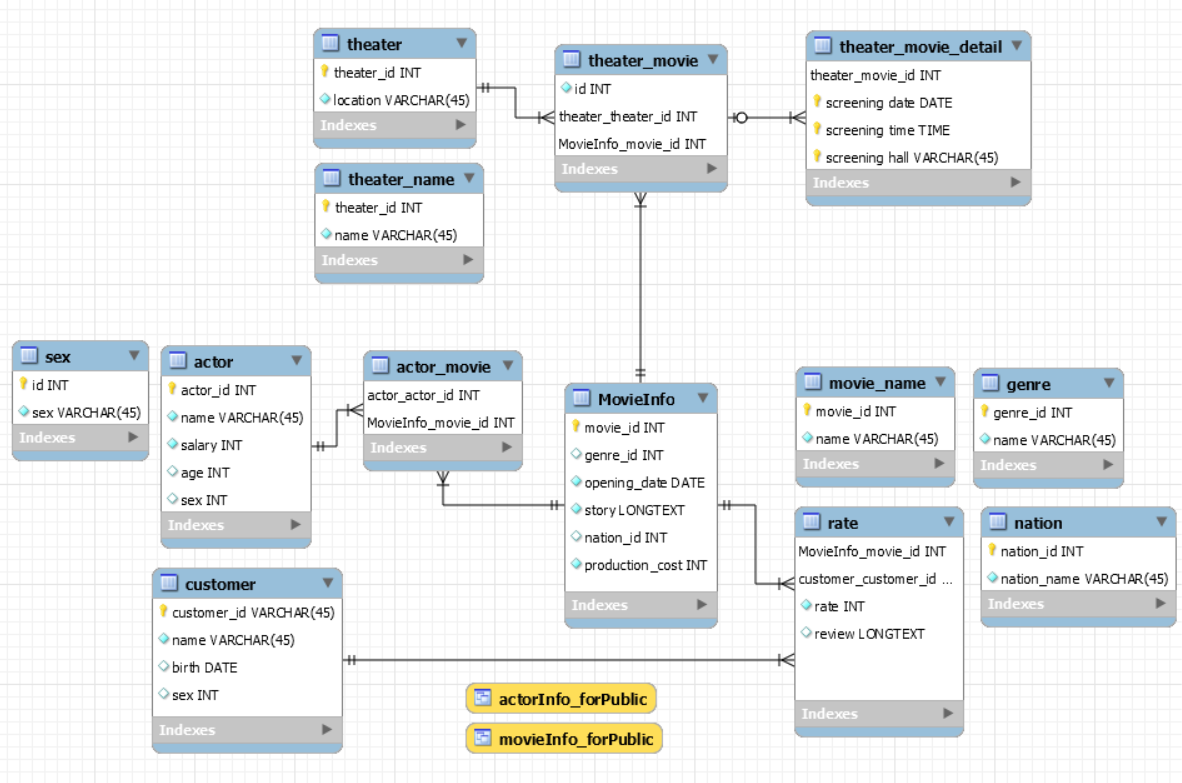 theater
theater_id INT
location VARCHAR(45)
Indexes
theater_movie
id INT
theater_theater_id INT
MovieInfo_movie_id INT
Indexes
theater_movie_detail
theater_movie_id INT
screening date DATE
screening time TIME
screening hall VARCHAR(45)
Indexes
theater_name
theater_id INT
name VARCHAR(45)
Indexes
sex
id INT
sex VARCHAR(45)
Indexes
actor
actor_id INT
name VARCHAR(45)
salary INT
age INT
sex INT
Indexes
actor_movie
actor_actor_id INT
MovieInfo_movie_id INT
Indexes
MovieInfo
movie_id INT
genre_id INT
opening_date DATE
story LONGTEXT
nation_id INT
production_cost INT
Indexes
movie_name
movie_id INT
name VARCHAR(45)
Indexes
genre
genre_id INT
name VARCHAR(45)
Indexes
rate
MovieInfo_movie_id INT
customer_customer_id ...
rate INT
review LONGTEXT
Indexes
nation
nation_id INT
nation_name VARCHAR(45)
Indexes
customer
customer_id VARCHAR(45)
name VARCHAR(45)
birth DATE
sex INT
Indexes
actorInfo_forPublic
movieInfo_forPublic